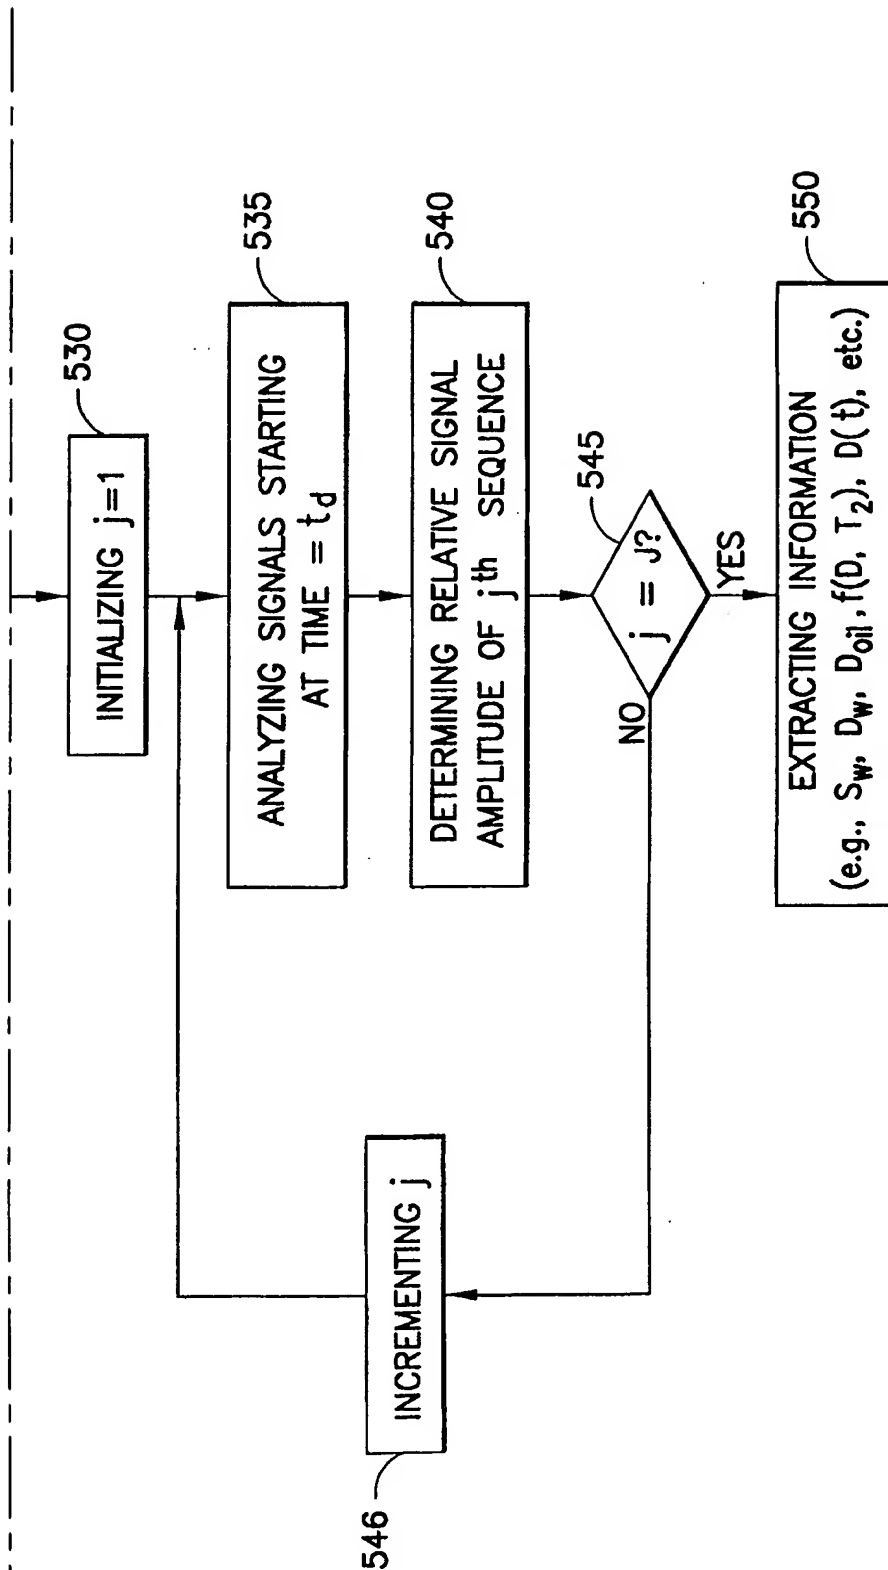 530
INITIALIZING j=1
535
ANALYZING SIGNALS STARTING
AT TIME = t_d
540
DETERMINING RELATIVE SIGNAL
AMPLITUDE OF jth SEQUENCE
545
j = J?
NO
YES
546
INCREMENTING j
550
EXTRACTING INFORMATION
(e.g., S_W, D_W, D_oil, f(D, T_2), D(t), etc.)